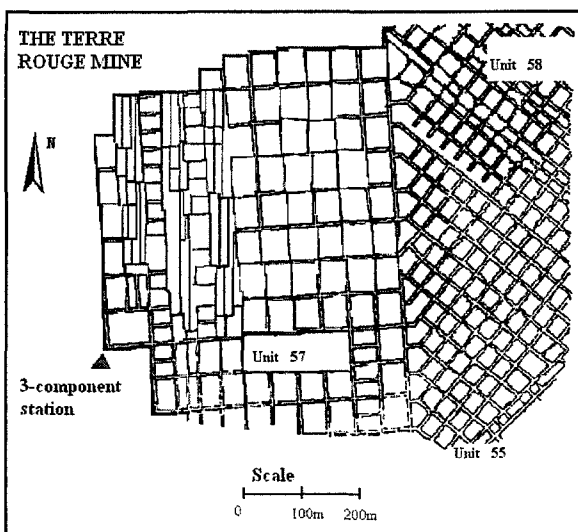 THE TERRE
ROUGE MINE
Unit 58
N
Unit 57
3-component
station
Unit 55
Scale
0 100m 200m